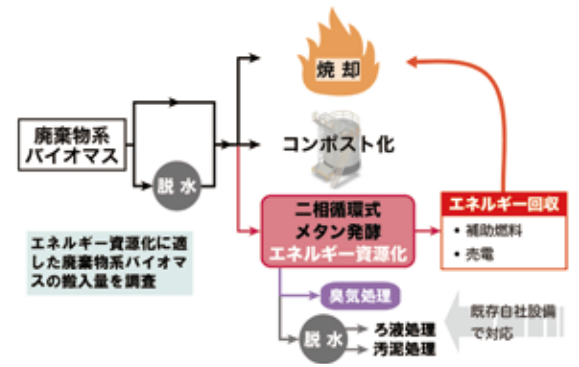 焼却
廃棄物系
バイオマス
脱水
コンポスト化
二相循環式
メタン発酵
エネルギー資源化
エネルギー回収
・補助燃料
・売電
エネルギー資源化に適
した廃棄物系バイオマ
スの搬入量を調査
臭気処理
脱水
ろ液処理
汚泥処理
既存自社設備
で対応